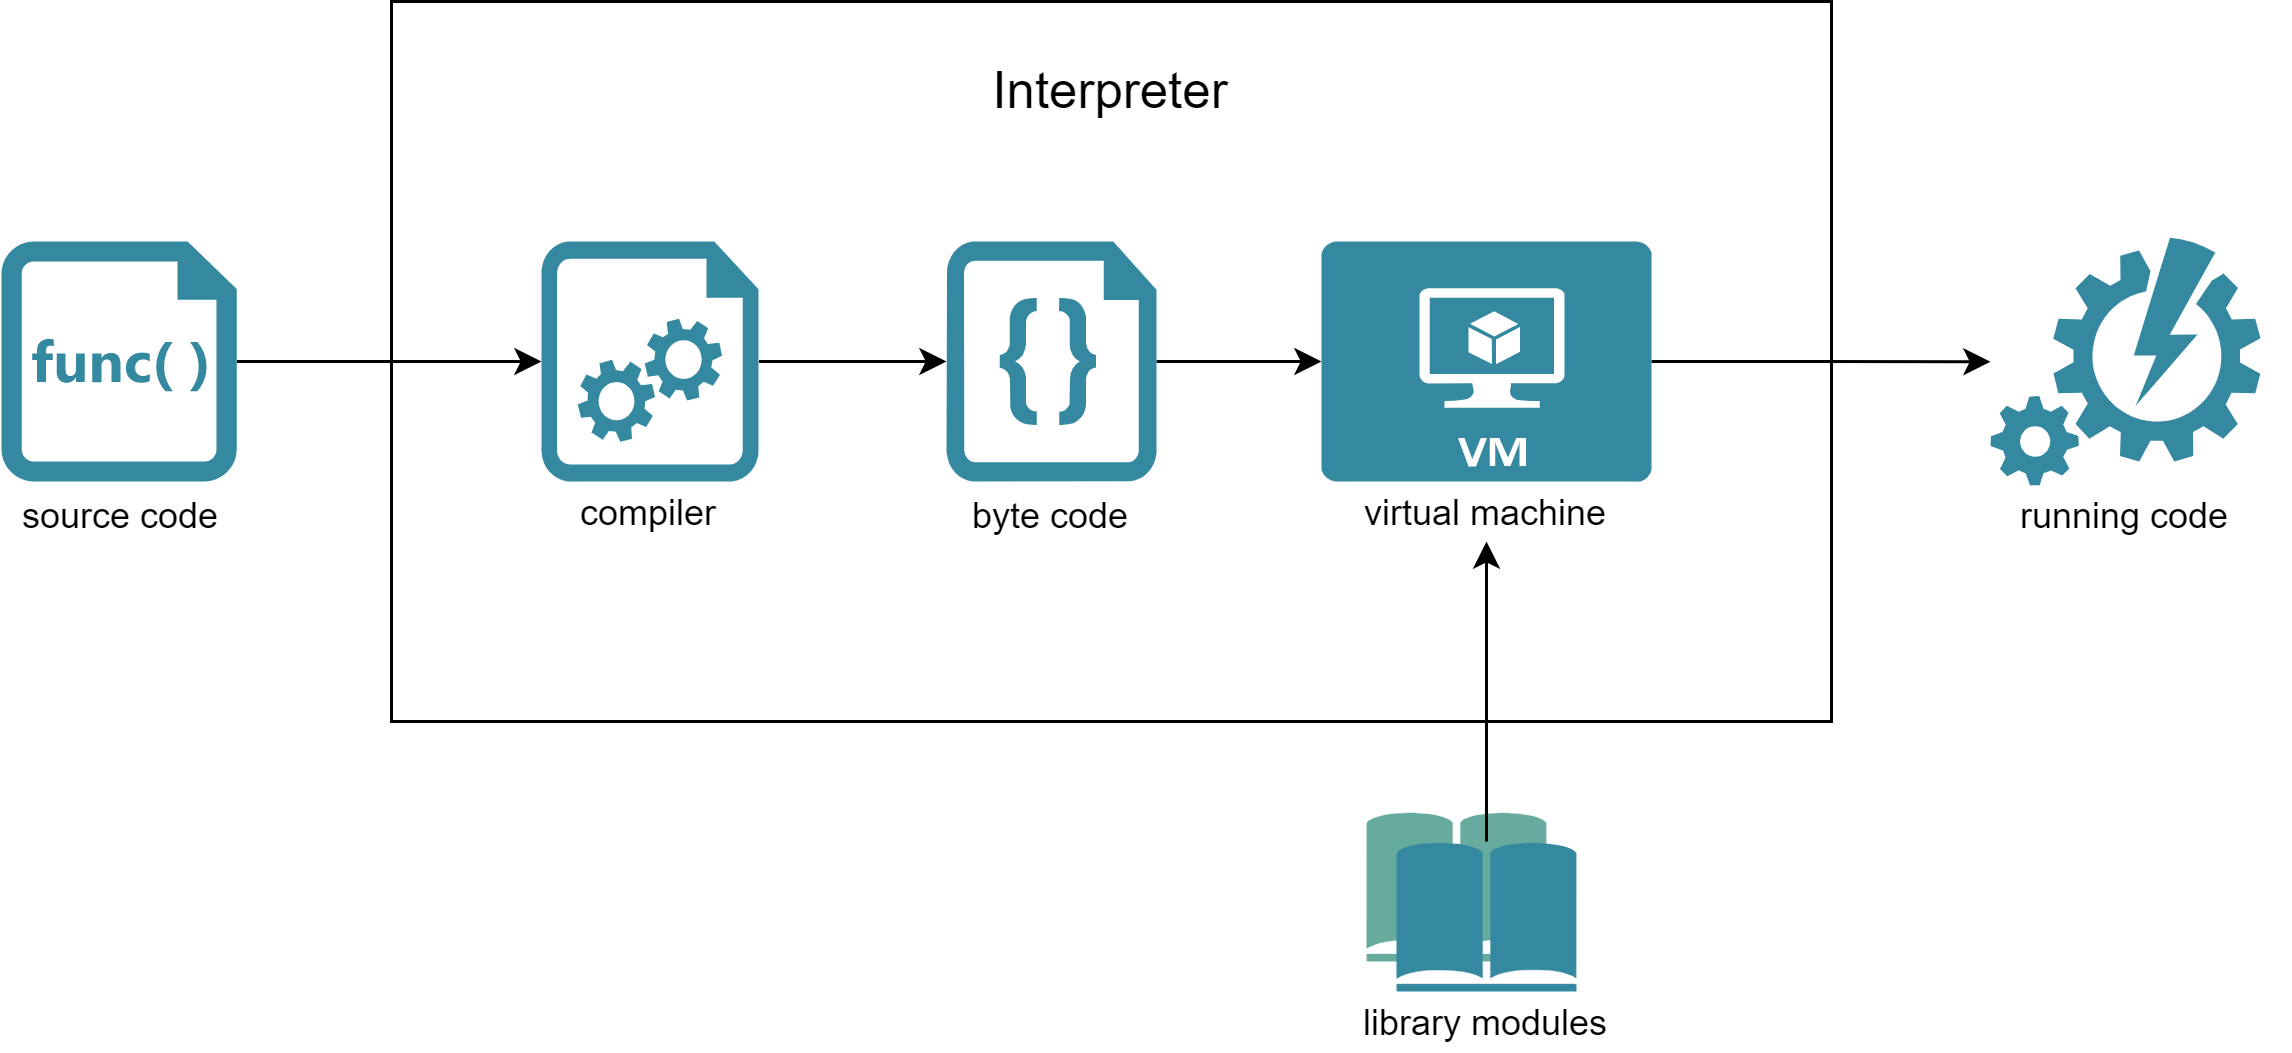 Interpreter
func( )
{}
VM
source code
compiler
byte code
virtual machine
running code
library modules